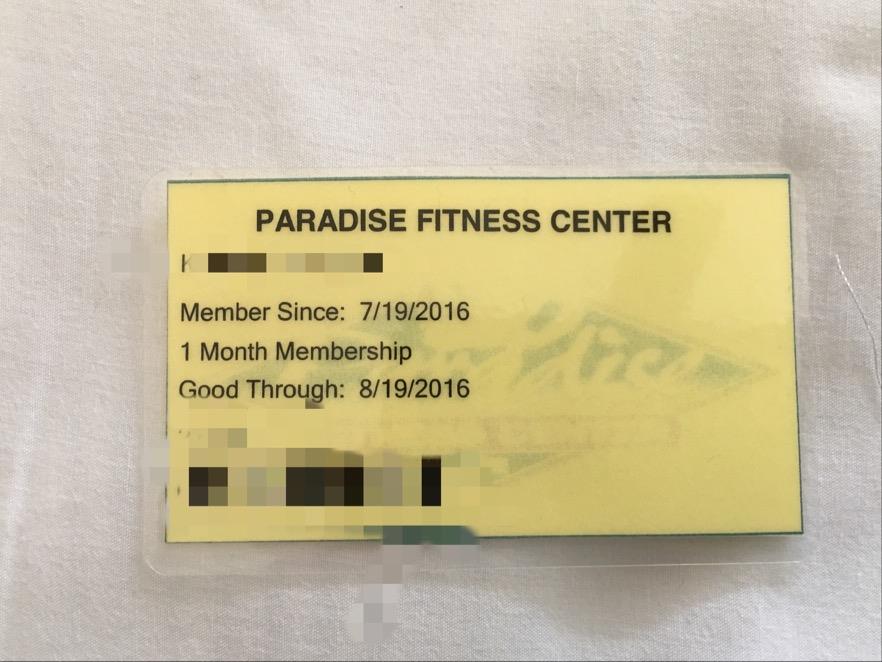 PARADISE FITNESS CENTER
Member Since: 7/19/2016
1 Month Membership
Good Through: 8/19/2016